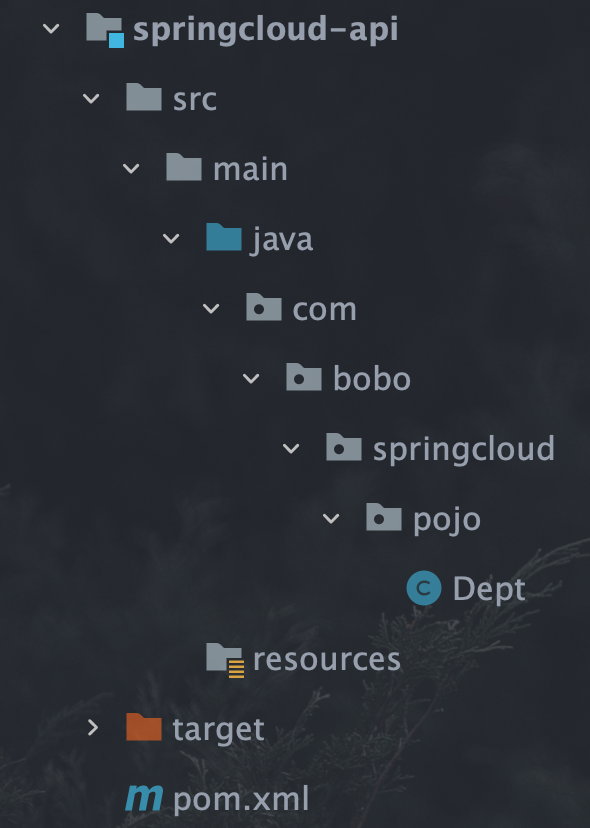 springcloud-api
src
main
java
com
bobo
springcloud
pojo
C Dept
resources
target
m pom.xml